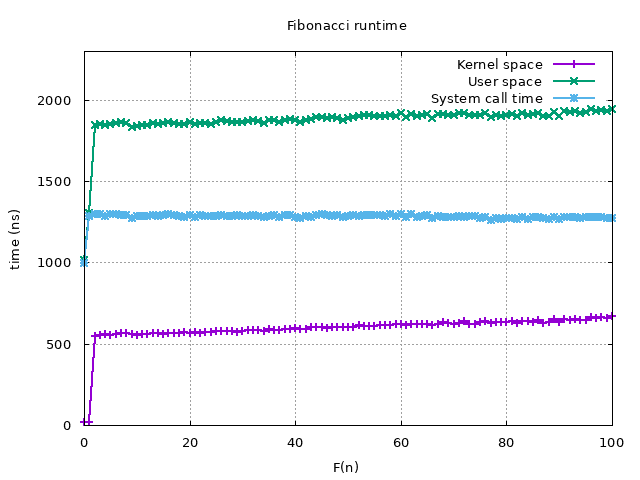 Fibonacci runtime
Kernel space
User space
System call time
2000
1500
1000
500
0
time (ns)
0 20 40 60 80 100
F(n)